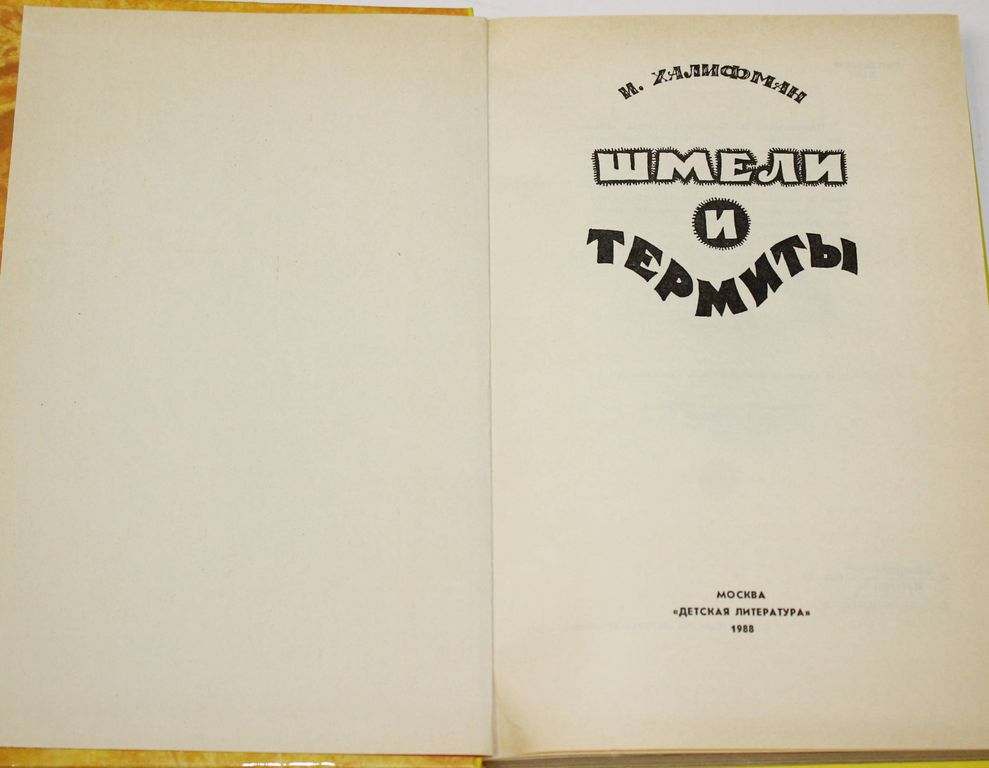 И. ХАЛИФМАН
ШМЕЛИ
И
ТЕРМИТЫ
МОСКВА
«ДЕТСКАЯ ЛИТЕРАТУРА»
1988